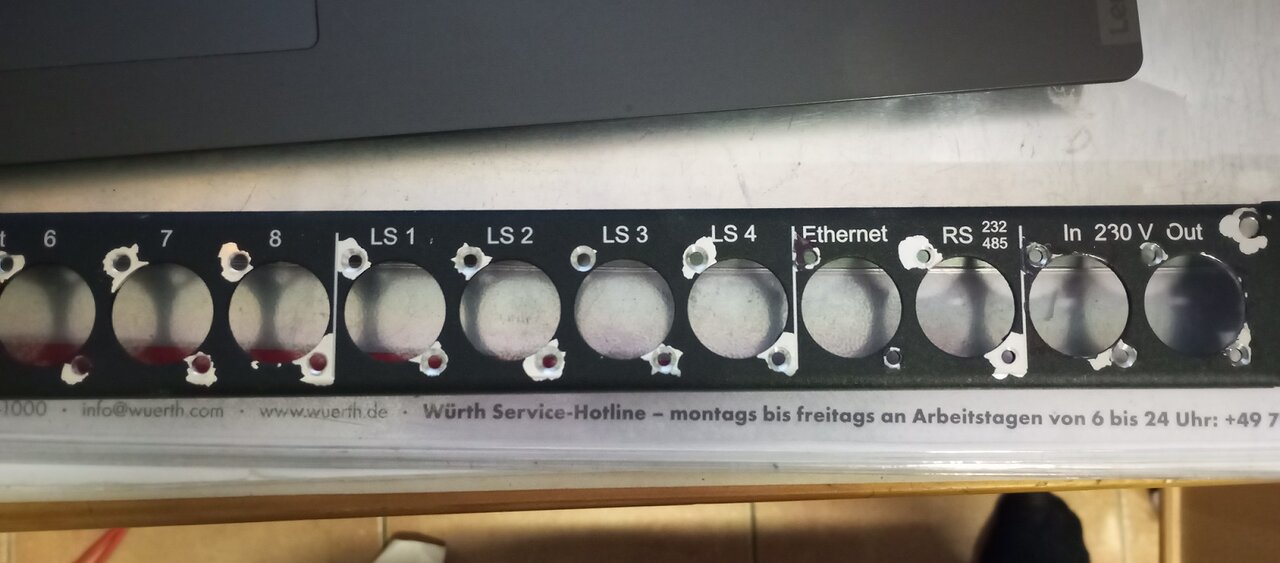 6 7 8 LS 1 LS 2 LS 3 LS 4 Ethernet RS 232 485 In 230 V Out
1000 · info@wuerth.com · www.wuerth.de · Würth Service-Hotline – montags bis freitags an Arbeitstagen von 6 bis 24 Uhr: +49 7